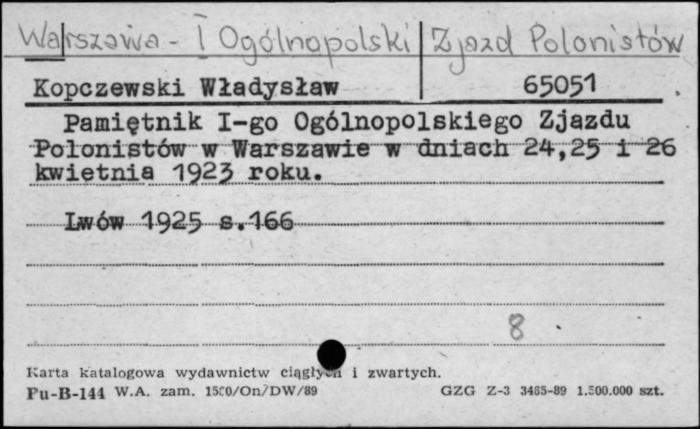 Warszawa - I Ogólnopolski Zjazd Polonistów
Kopczewski Władysław 65051
Pamiętnik I-go Ogólnopolskiego Zjazdu
Polonistów w Warszawie w dniach 24,25 i 26
kwietnia 1923 roku.
Lwów 1925 s.166
8
Karta katalogowa wydawnictw ciągłych i zwartych.
Pu-B-144 W.A. zam. 1500/On/DW/89 GZG Z-3 3465-89 1.500.000 szt.